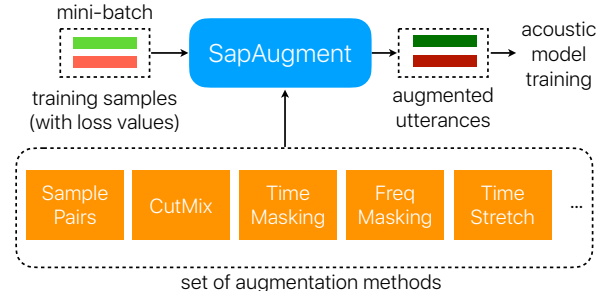 mini-batch
SapAugment
acoustic
model
training
training samples
(with loss values)
augmented
utterances
Sample
Pairs
CutMix
Time
Masking
Freq
Masking
Time
Stretch
...
set of augmentation methods